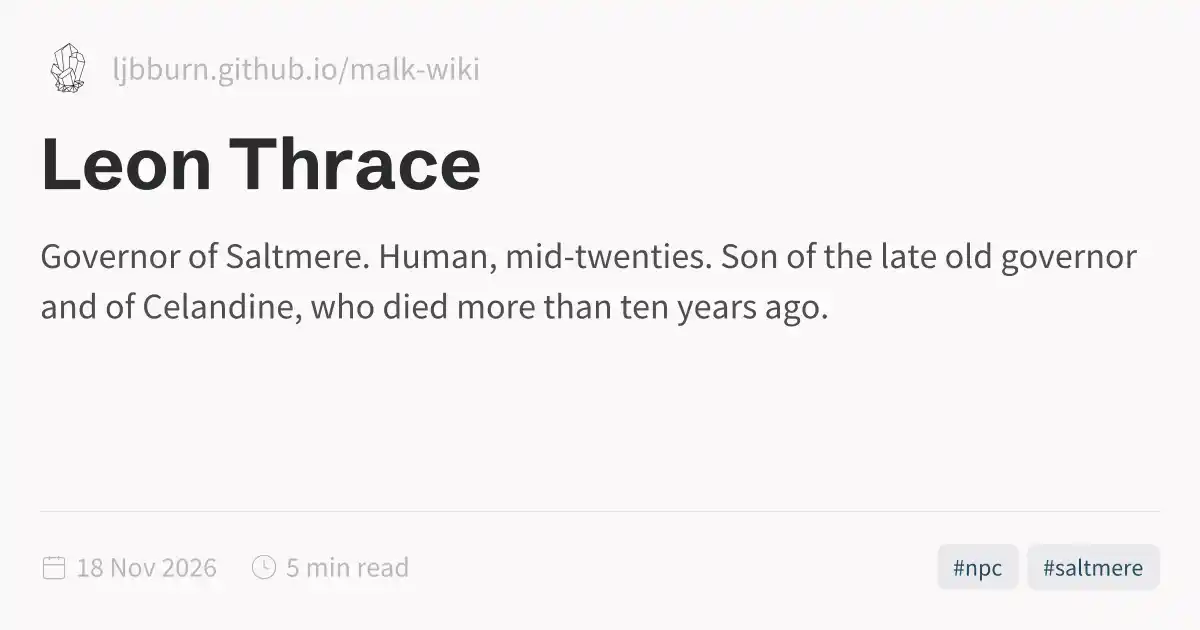 ljbburn.github.io/malk-wiki
Leon Thrace
Governor of Saltmere. Human, mid-twenties. Son of the late old governor
and of Celandine, who died more than ten years ago.
18 Nov 2026
5 min read
#npc
#saltmere